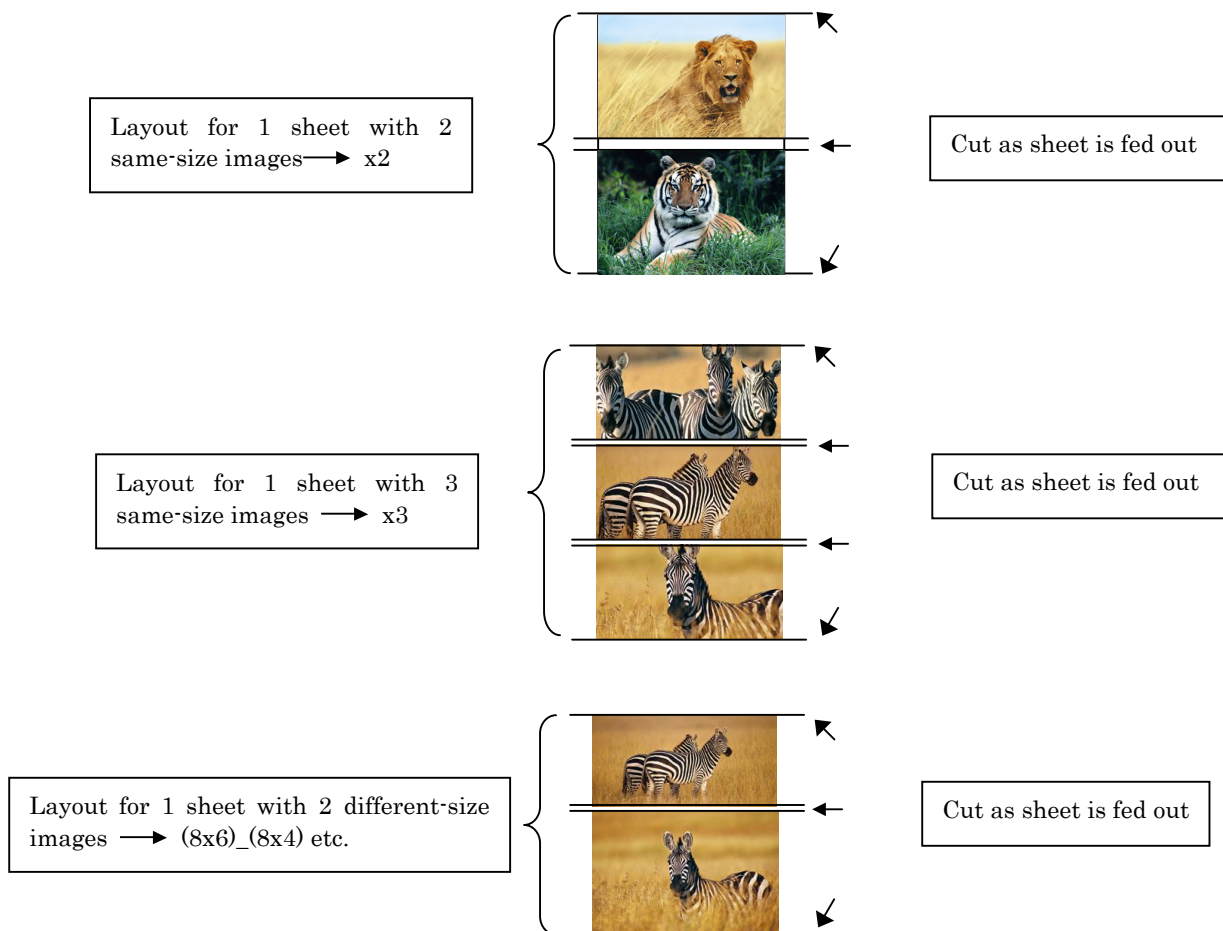 Layout for 1 sheet with 2
same-size images → x2
Cut as sheet is fed out
Layout for 1 sheet with 3
same-size images → x3
Cut as sheet is fed out
Layout for 1 sheet with 2 different-size
images → (8x6)_(8x4) etc.
Cut as sheet is fed out